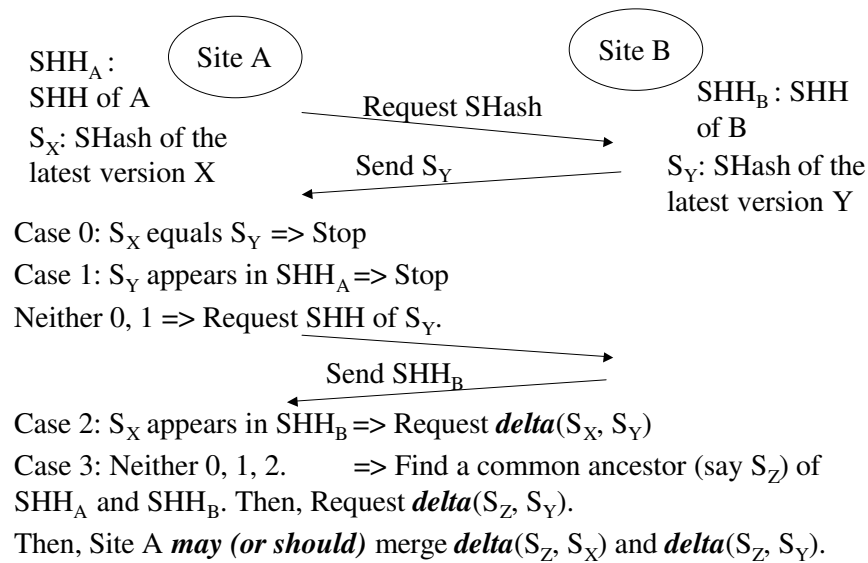 Site A
Site B
SHH_A :
SHH of A
S_X: SHash of the
latest version X
Request SHash
SHH_B : SHH
of B
Send S_Y
S_Y: SHash of the
latest version Y
Case 0: S_X equals S_Y => Stop
Case 1: S_Y appears in SHH_A => Stop
Neither 0, 1 => Request SHH of S_Y.
Send SHH_B
Case 2: S_X appears in SHH_B => Request delta(S_X, S_Y)
Case 3: Neither 0, 1, 2. => Find a common ancestor (say S_Z) of
SHH_A and SHH_B. Then, Request delta(S_Z, S_Y).
Then, Site A may (or should) merge delta(S_Z, S_X) and delta(S_Z, S_Y).